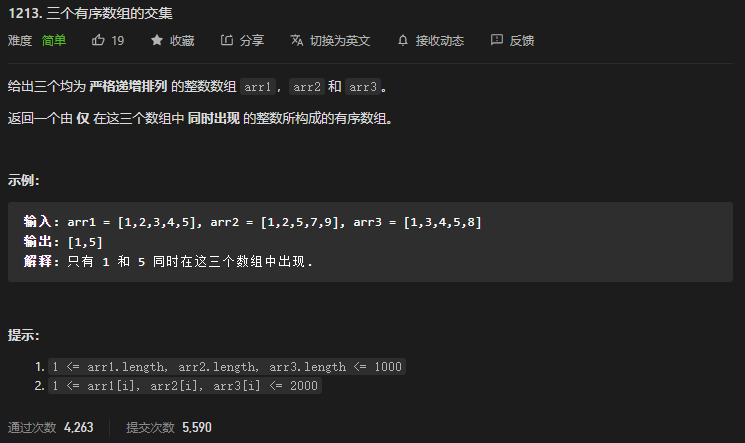 1213. 三个有序数组的交集
难度 简单 19 收藏 分享 切换为英文 接收动态 反馈
给出三个均为 严格递增排列 的整数数组 arr1, arr2 和 arr3。
返回一个由 仅 在这三个数组中 同时出现 的整数所构成的有序数组。
示例:
输入: arr1 = [1,2,3,4,5], arr2 = [1,2,5,7,9], arr3 = [1,3,4,5,8]
输出: [1,5]
解释: 只有 1 和 5 同时在这三个数组中出现.
提示:
1. 1 <= arr1.length, arr2.length, arr3.length <= 1000
2. 1 <= arr1[i], arr2[i], arr3[i] <= 2000
通过次数 4,263 提交次数 5,590